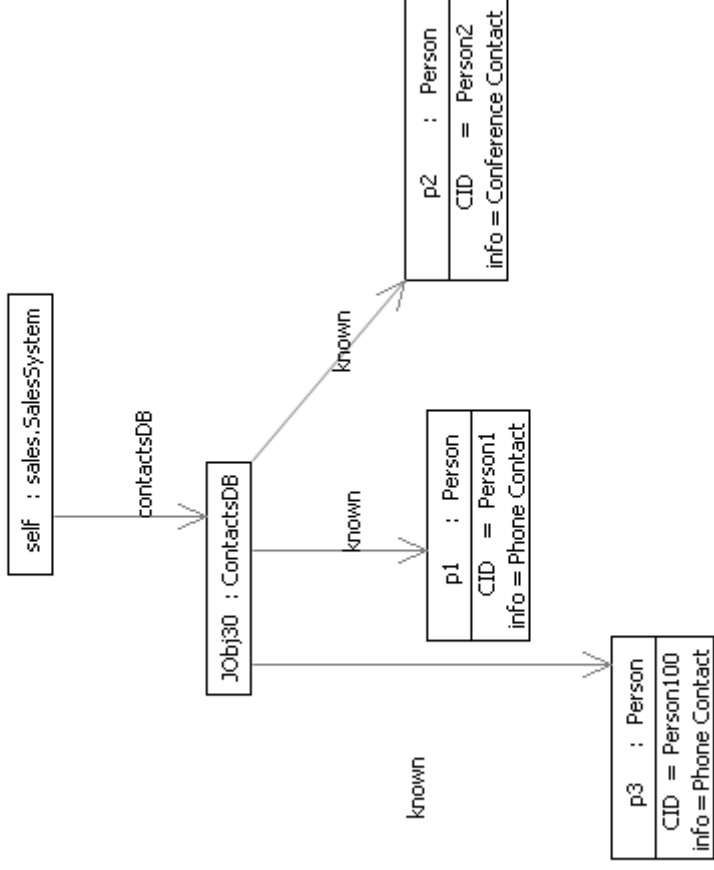 self : sales.SalesSystem
contactsDB
JObj30 : ContactsDB
known
known
known
p2 : Person
CID = Person2
info = Conference Contact
p1 : Person
CID = Person1
info = Phone Contact
p3 : Person
CID = Person100
info = Phone Contact